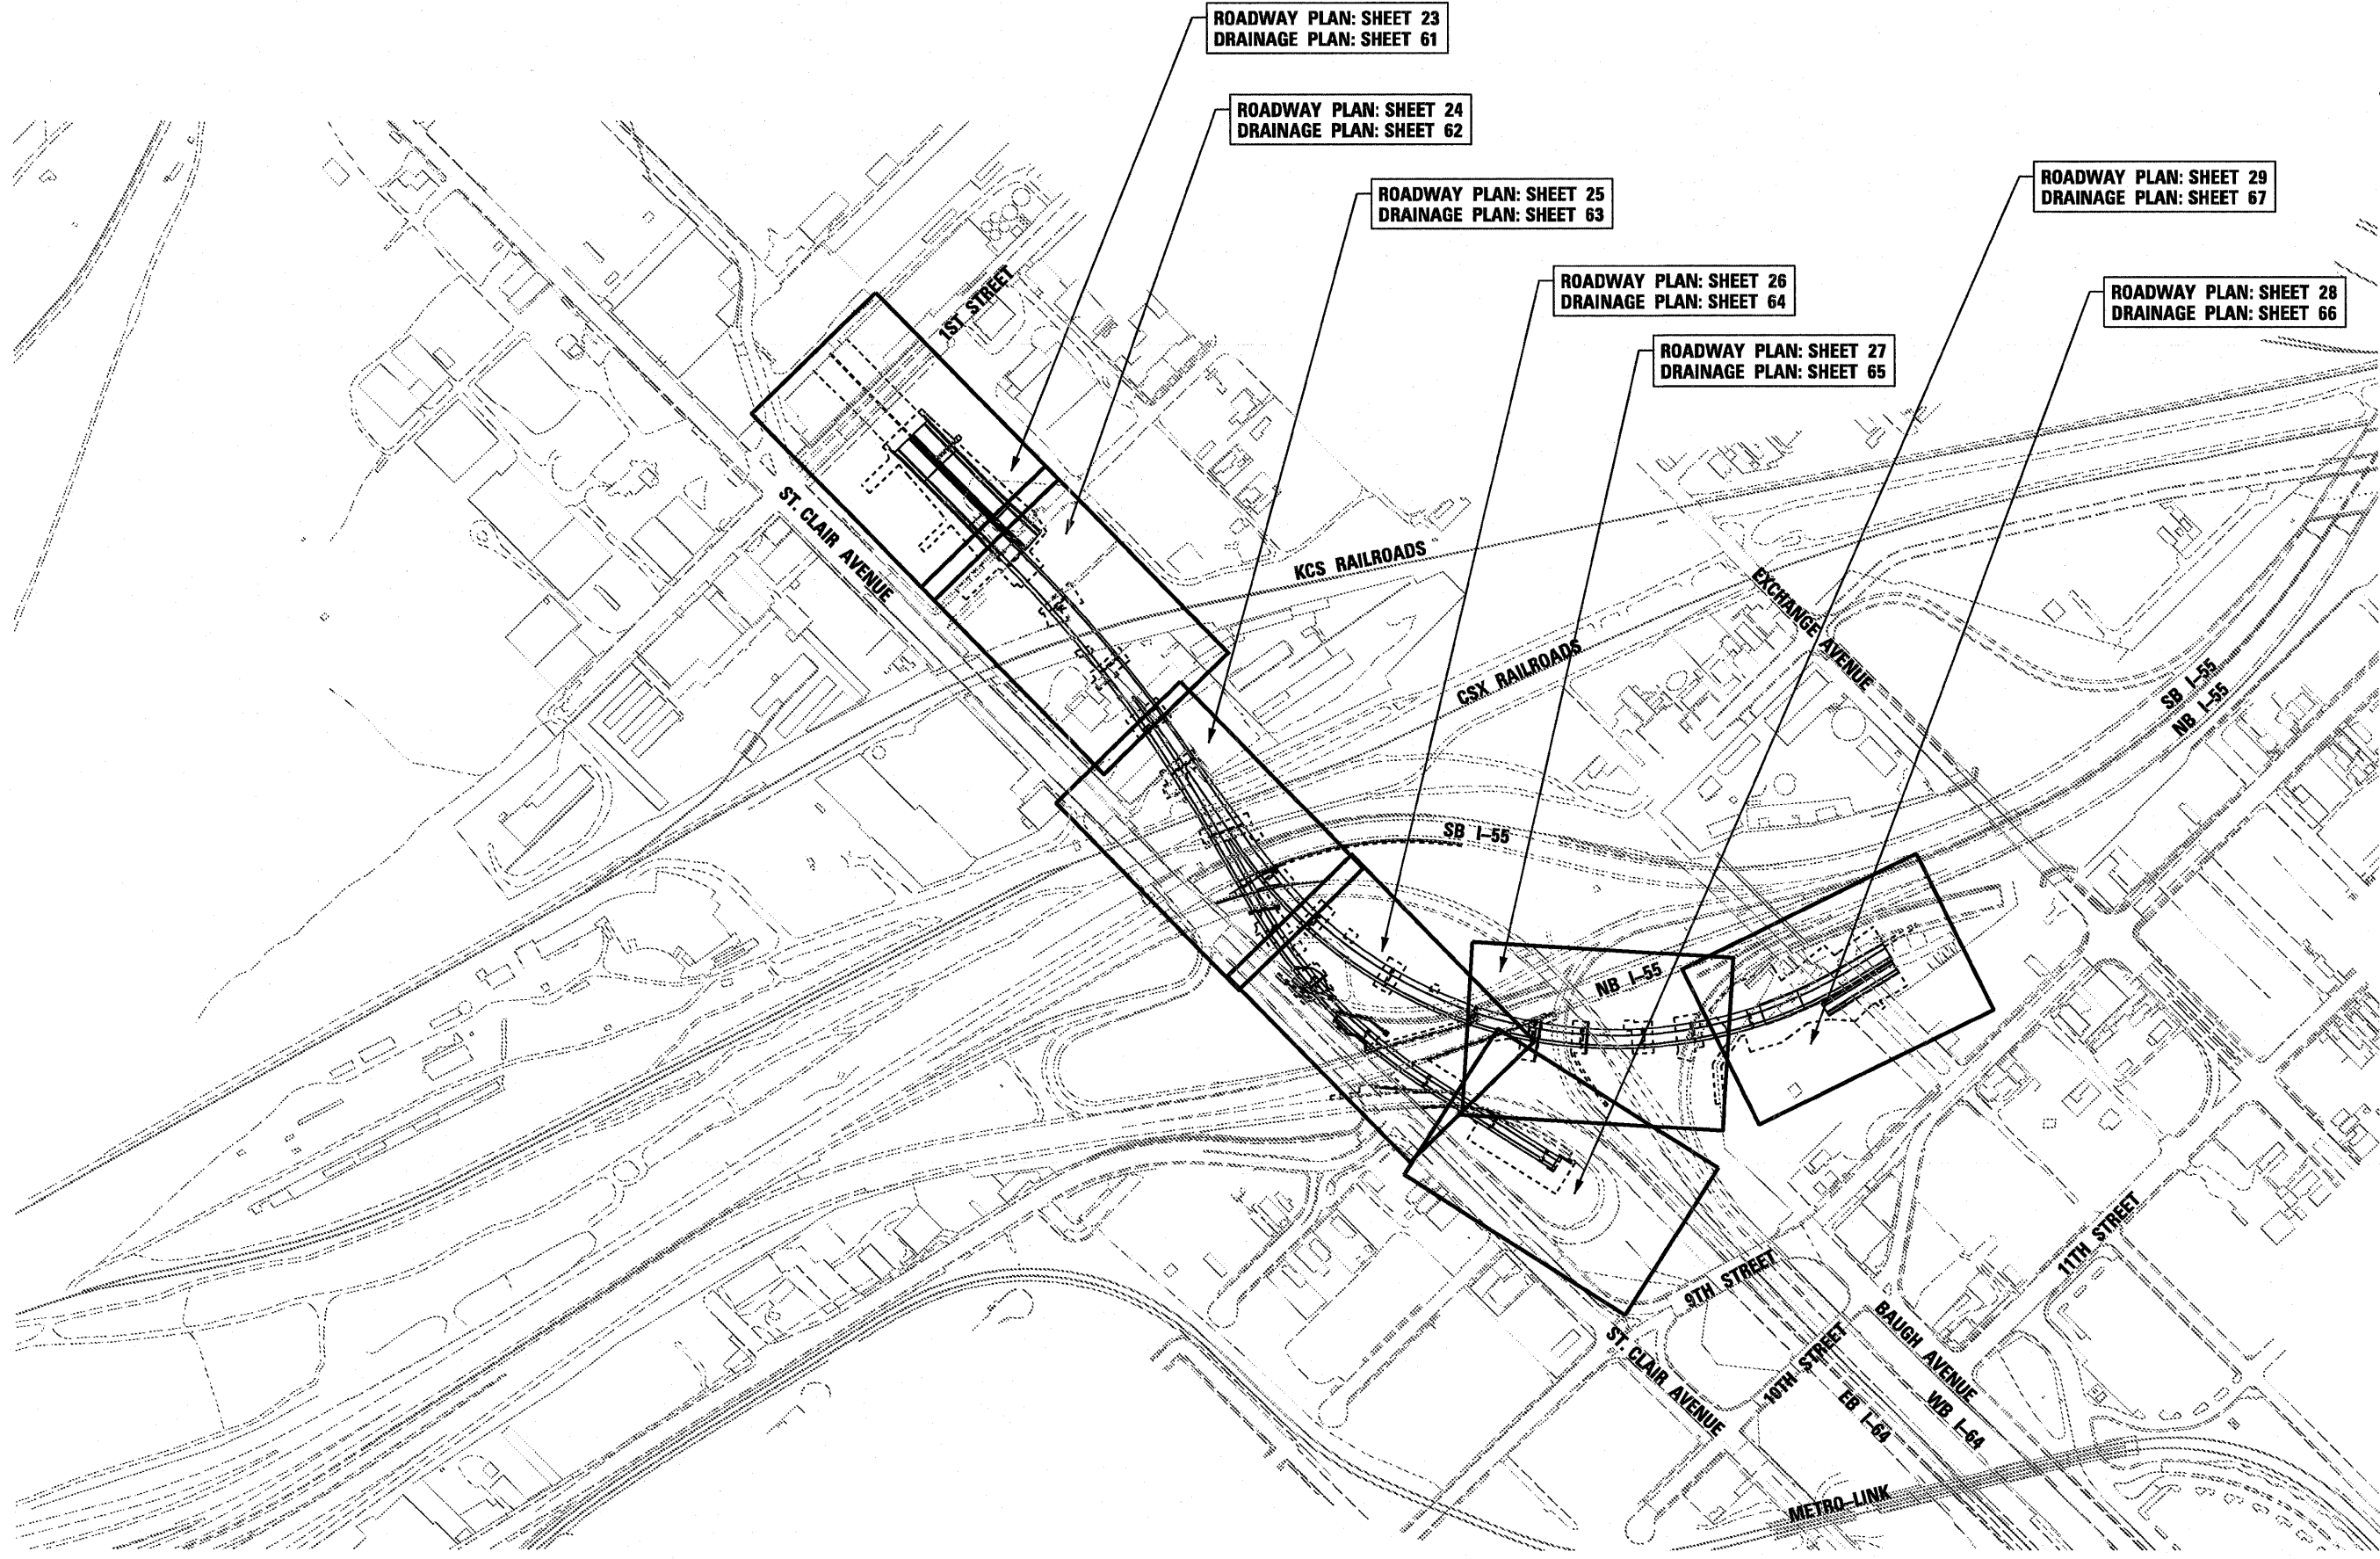 ROADWAY PLAN: SHEET 23
DRAINAGE PLAN: SHEET 61
ROADWAY PLAN: SHEET 24
DRAINAGE PLAN: SHEET 62
ROADWAY PLAN: SHEET 25
DRAINAGE PLAN: SHEET 63
ROADWAY PLAN: SHEET 29
DRAINAGE PLAN: SHEET 67
ROADWAY PLAN: SHEET 26
DRAINAGE PLAN: SHEET 64
ROADWAY PLAN: SHEET 28
DRAINAGE PLAN: SHEET 66
ROADWAY PLAN: SHEET 27
DRAINAGE PLAN: SHEET 65
1ST STREET
ST. CLAIR AVENUE
KCS RAILROADS
EXCHANGE AVENUE
CSX RAILROADS
SB I-55
NB I-55
SB I-55
NB I-55
9TH STREET
11TH STREET
ST. CLAIR AVENUE
10TH STREET
BAUGH AVENUE
EB I-64
WB I-64
METRO-LINK